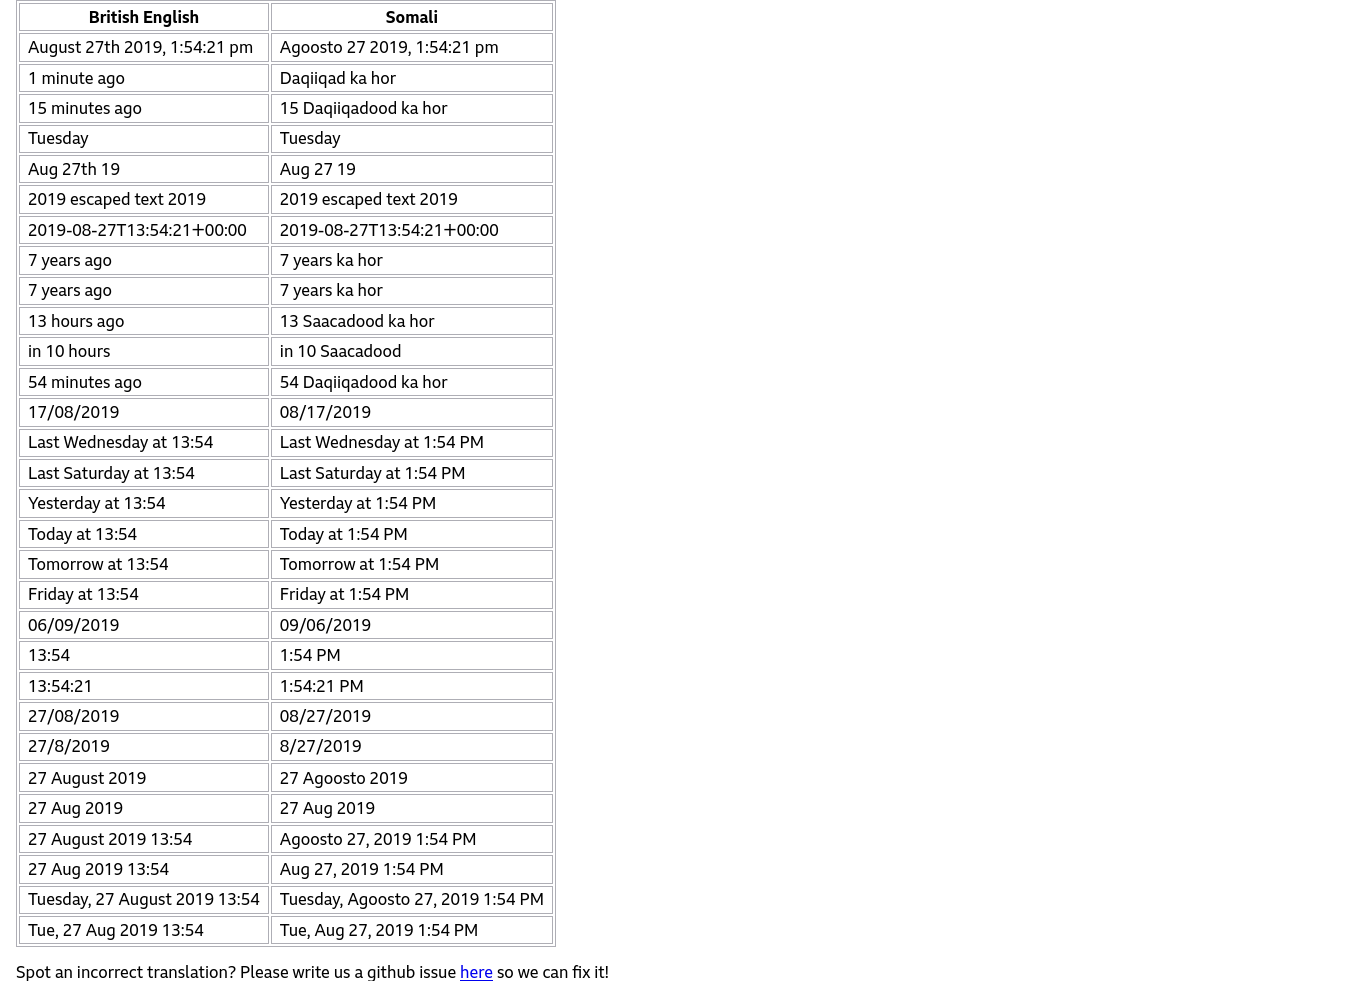 British English Somali
August 27th 2019, 1:54:21 pm Agoosto 27 2019, 1:54:21 pm
1 minute ago Daqiiqad ka hor
15 minutes ago 15 Daqiiqadood ka hor
Tuesday Tuesday
Aug 27th 19 Aug 27 19
2019 escaped text 2019 2019 escaped text 2019
2019-08-27T13:54:21+00:00 2019-08-27T13:54:21+00:00
7 years ago 7 years ka hor
7 years ago 7 years ka hor
13 hours ago 13 Saacadood ka hor
in 10 hours in 10 Saacadood
54 minutes ago 54 Daqiiqadood ka hor
17/08/2019 08/17/2019
Last Wednesday at 13:54 Last Wednesday at 1:54 PM
Last Saturday at 13:54 Last Saturday at 1:54 PM
Yesterday at 13:54 Yesterday at 1:54 PM
Today at 13:54 Today at 1:54 PM
Tomorrow at 13:54 Tomorrow at 1:54 PM
Friday at 13:54 Friday at 1:54 PM
06/09/2019 09/06/2019
13:54 1:54 PM
13:54:21 1:54:21 PM
27/08/2019 08/27/2019
27/8/2019 8/27/2019
27 August 2019 27 Agoosto 2019
27 Aug 2019 27 Aug 2019
27 August 2019 13:54 Agoosto 27, 2019 1:54 PM
27 Aug 2019 13:54 Aug 27, 2019 1:54 PM
Tuesday, 27 August 2019 13:54 Tuesday, Agoosto 27, 2019 1:54 PM
Tue, 27 Aug 2019 13:54 Tue, Aug 27, 2019 1:54 PM
Spot an incorrect translation? Please write us a github issue here so we can fix it!